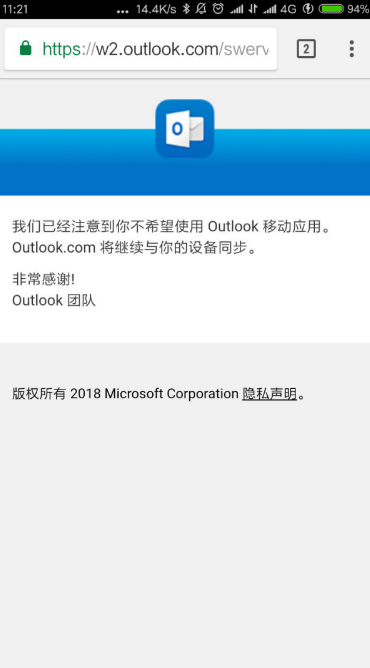 11:21 ... 14.4K/s 4G 94%
https://w2.outlook.com/swerv
2
我们已经注意到你不希望使用 Outlook 移动应用。
Outlook.com 将继续与你的设备同步。
非常感谢!
Outlook 团队
版权所有 2018 Microsoft Corporation 隐私声明。